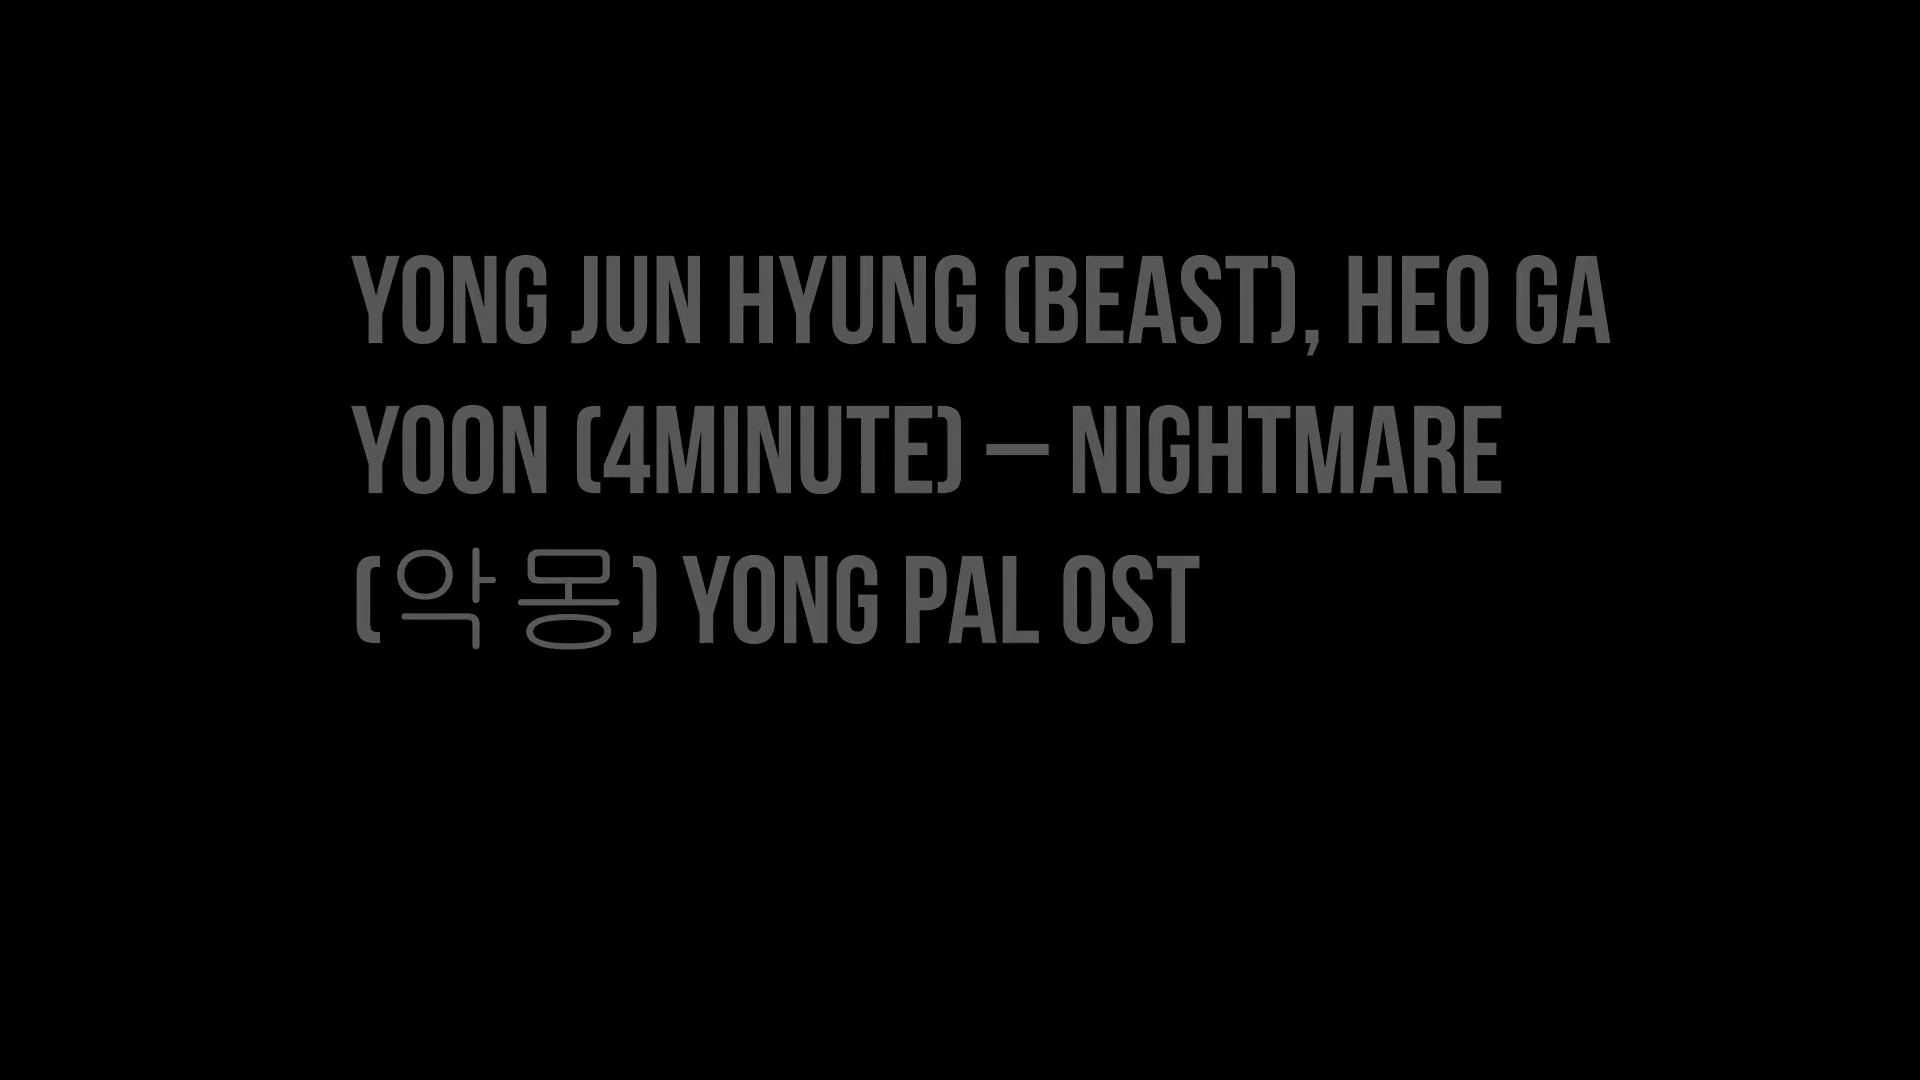 YONG JUN HYUNG (BEAST), HEO GA
YOON (4MINUTE) – NIGHTMARE
(악몽) YONG PAL OST